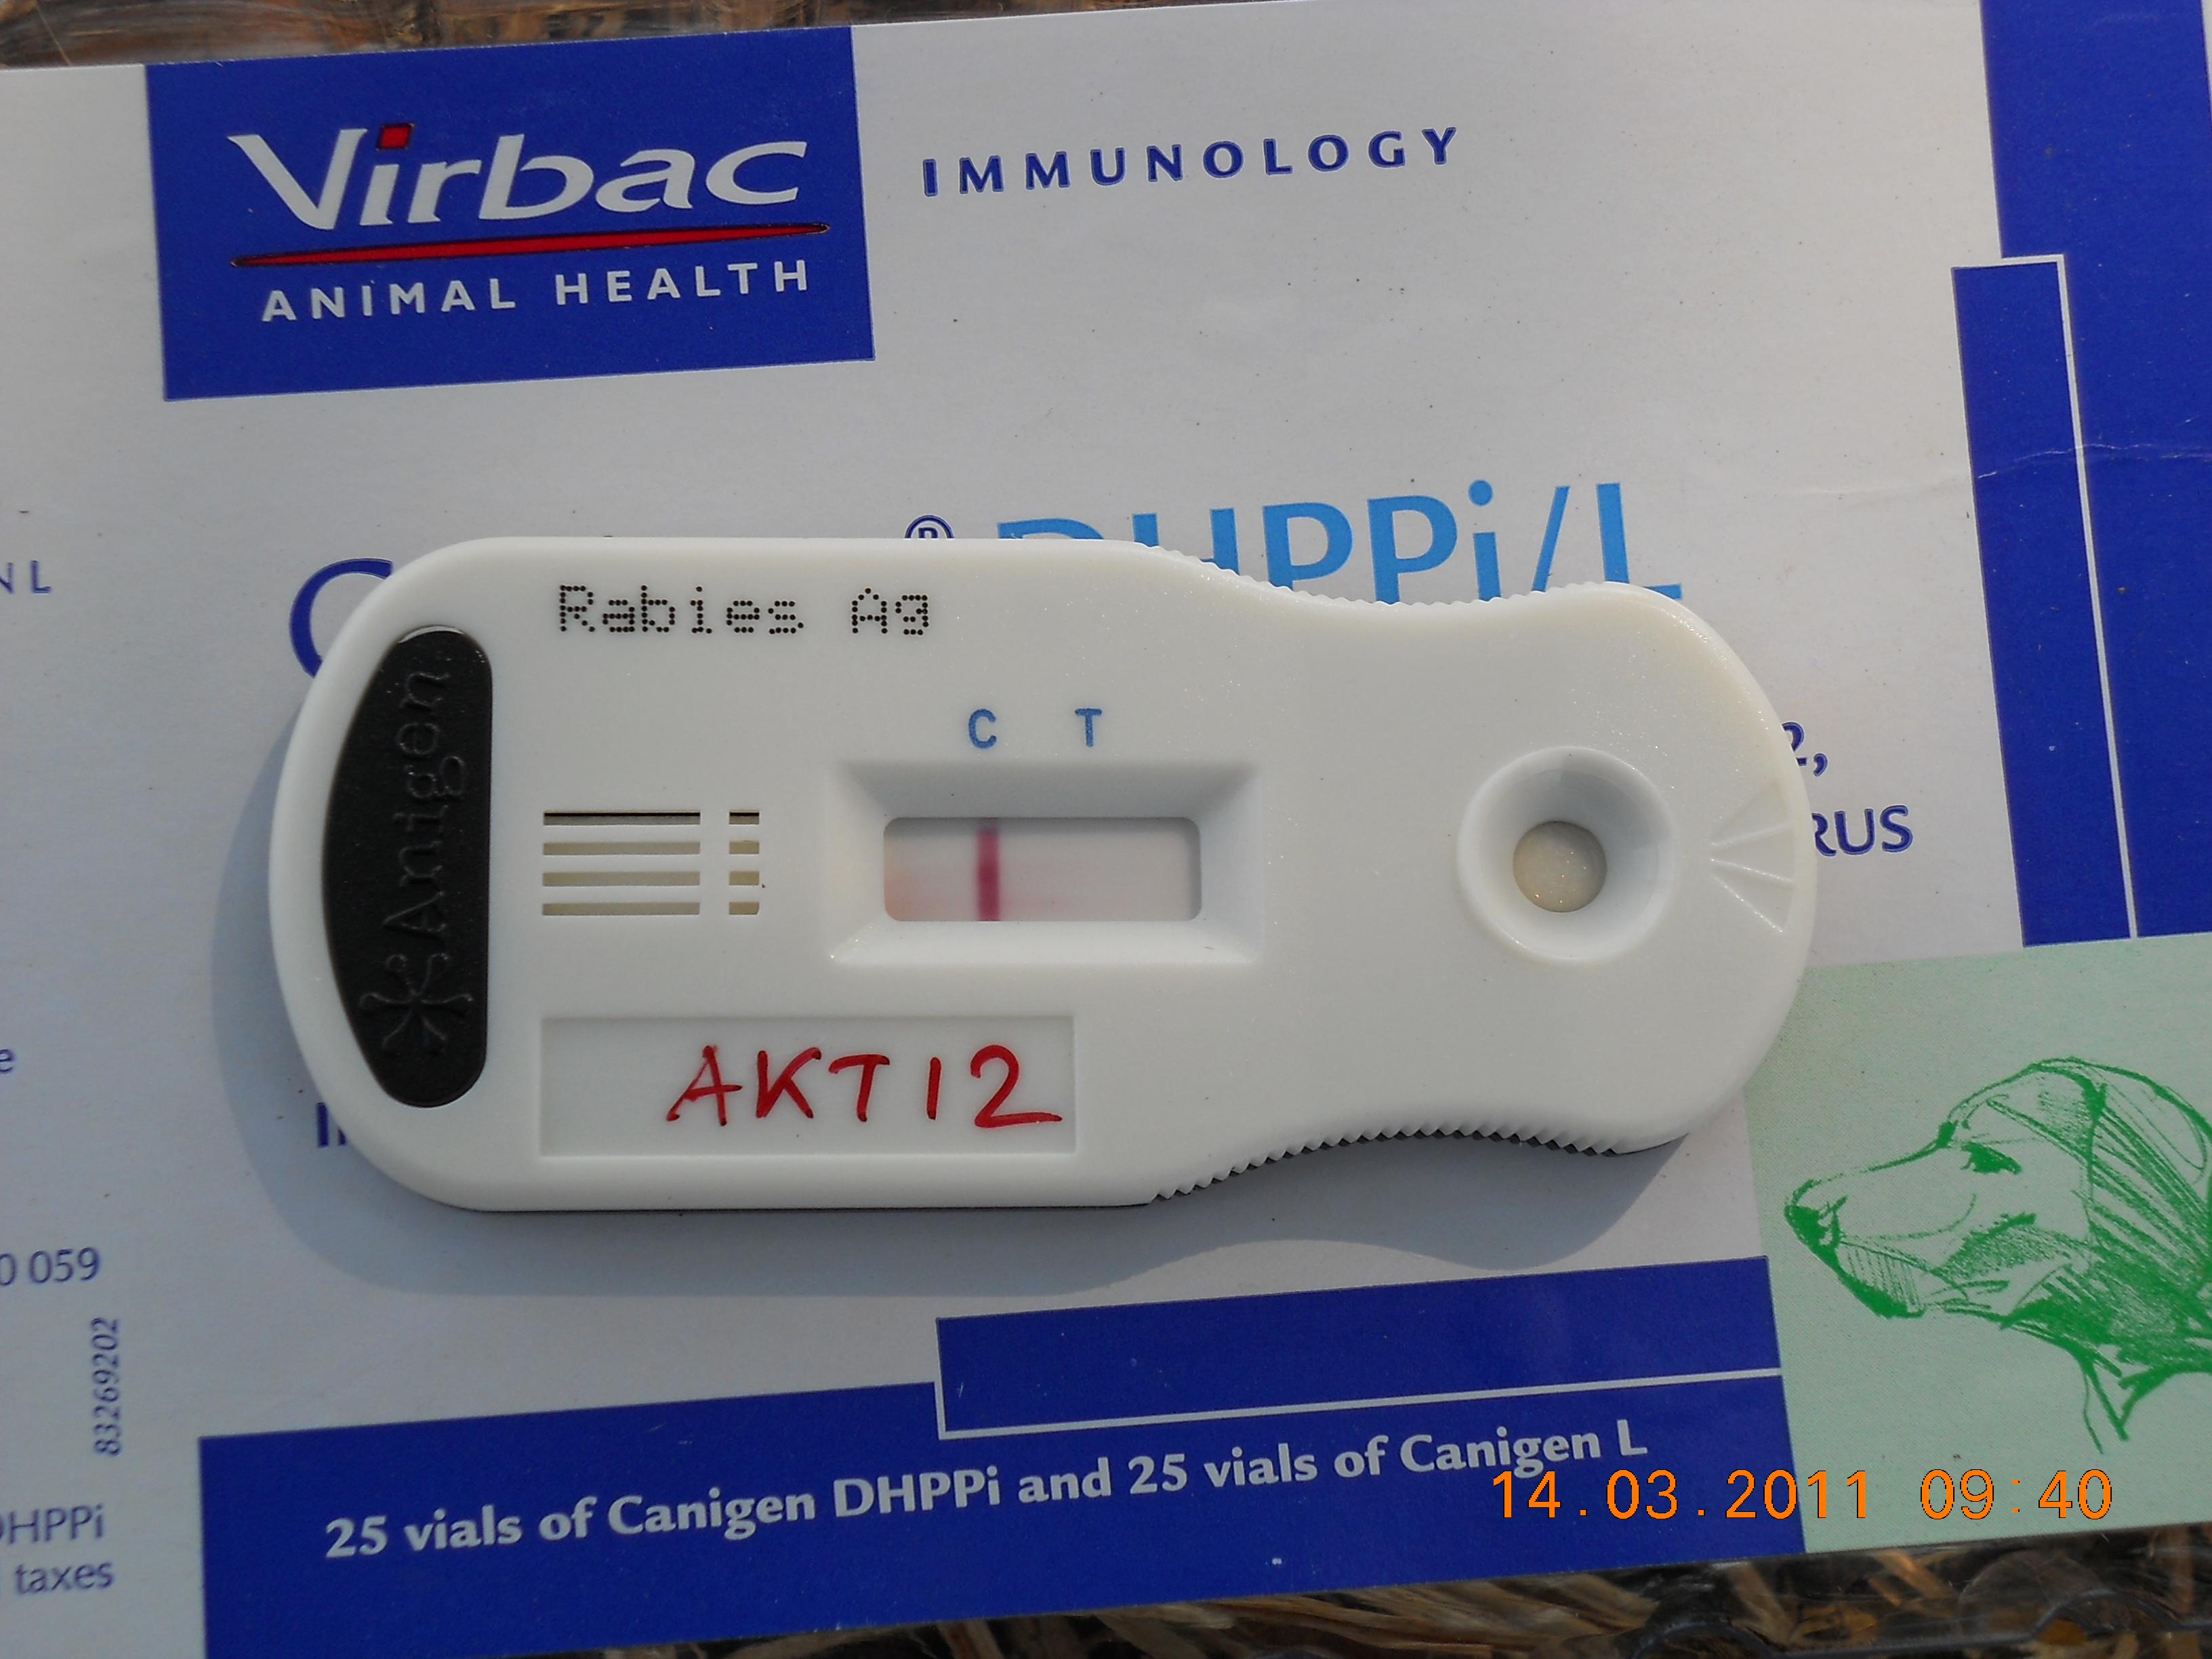 Virbac
ANIMAL HEALTH
IMMUNOLOGY
® DHPPi/L
N L
Rabies Ag
C T
Anigen
2,
RUS
AKT12
0 059
83269202
DHPPi
taxes
25 vials of Canigen DHPPi and 25 vials of Canigen L
14.03.2011 09:40